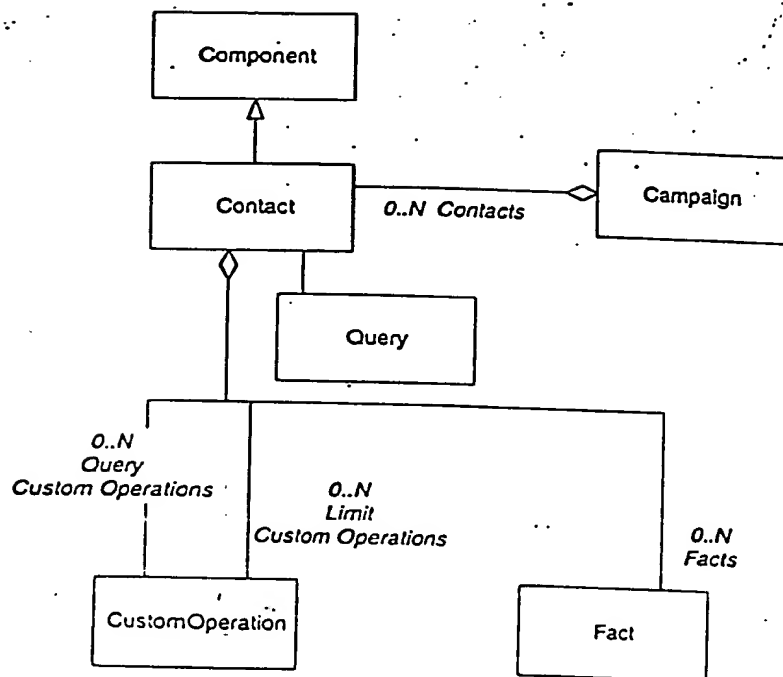 Component
Contact
0..N Contacts
Campaign
Query
0..N
Query
Custom Operations
0..N
Limit
Custom Operations
0..N
Facts
CustomOperation
Fact